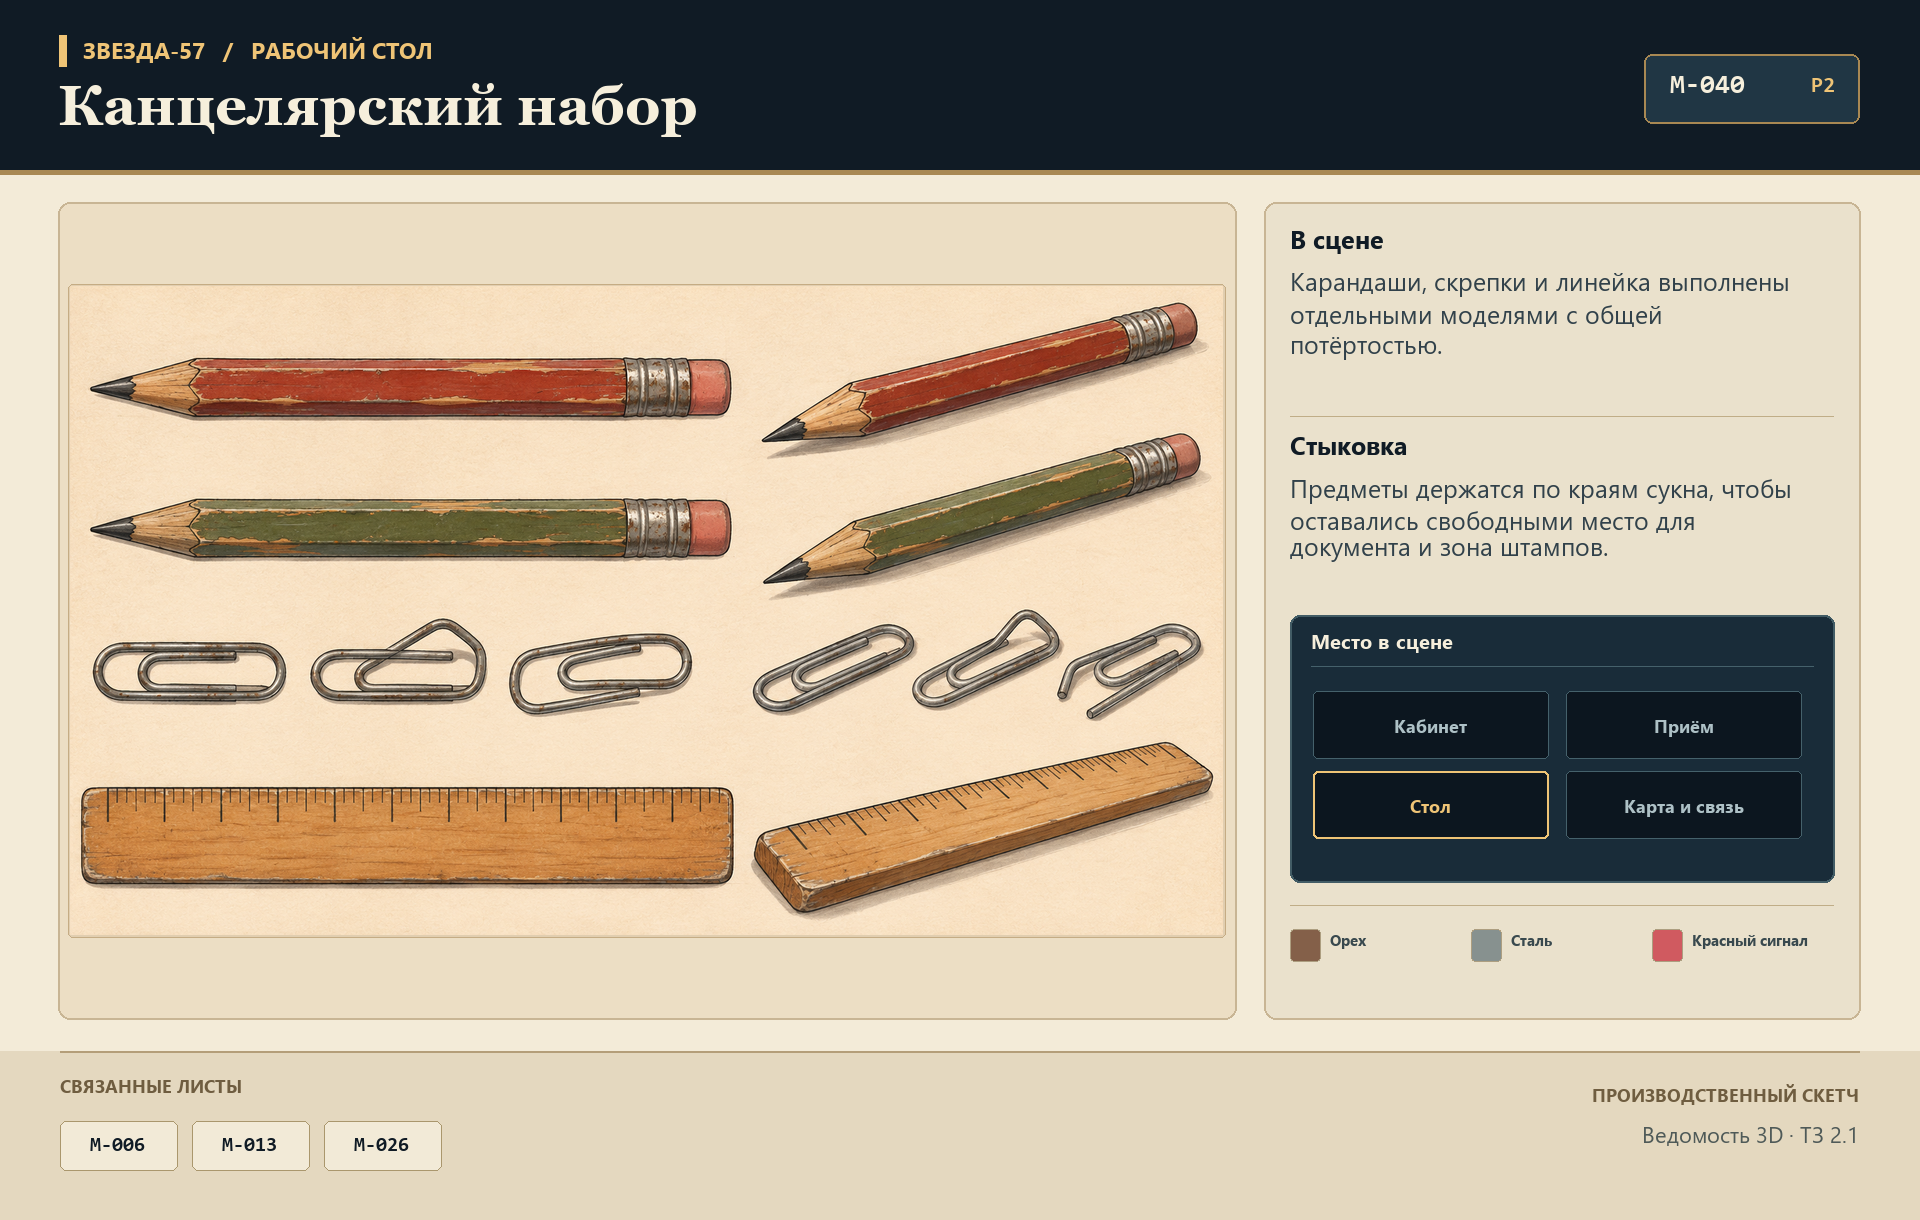 ЗВЕЗДА-57 / РАБОЧИЙ СТОЛ
Канцелярский набор
M-040 P2
В сцене
Карандаши, скрепки и линейка выполнены
отдельными моделями с общей
потёртостью.
Стыковка
Предметы держатся по краям сукна, чтобы
оставались свободными место для
документа и зона штампов.
Место в сцене
Кабинет
Приём
Стол
Карта и связь
Орех
Сталь
Красный сигнал
СВЯЗАННЫЕ ЛИСТЫ
M-006
M-013
M-026
ПРОИЗВОДСТВЕННЫЙ СКЕТЧ
Ведомость 3D · ТЗ 2.1